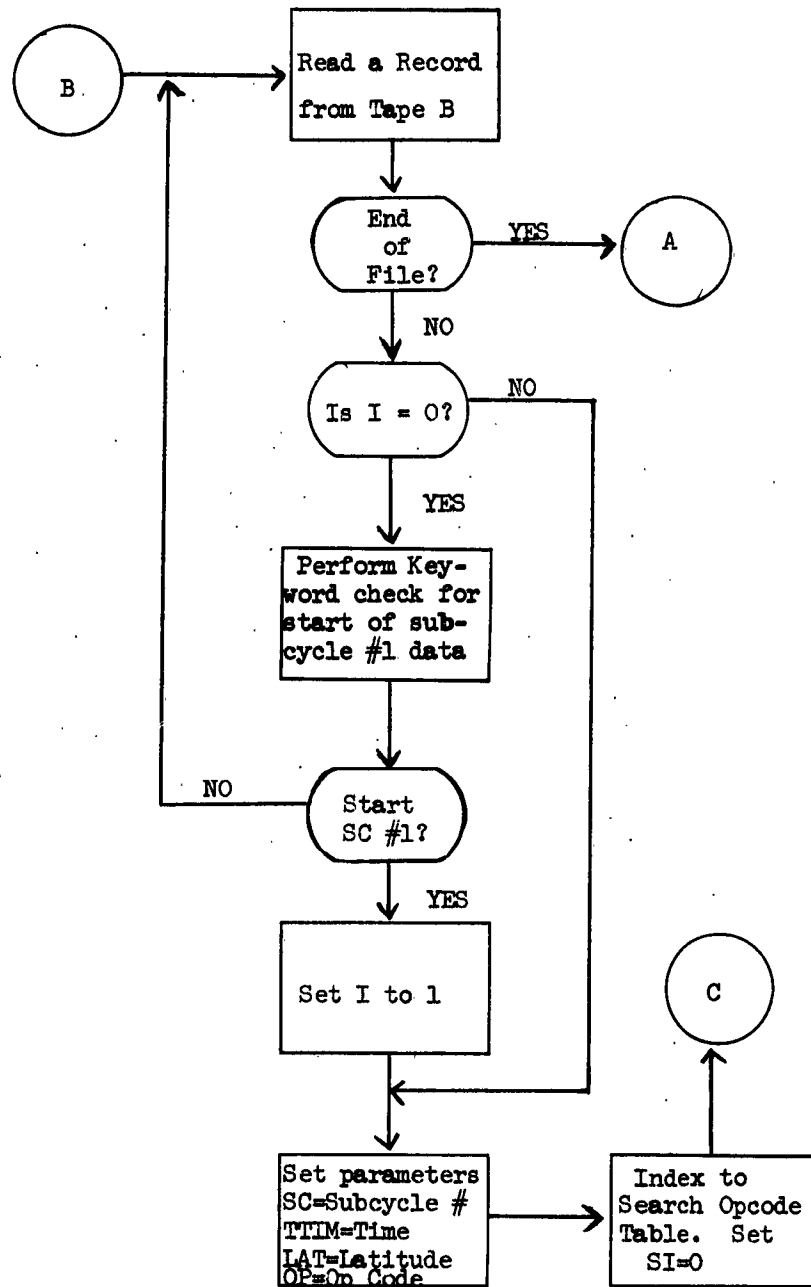 B
Read a Record
from Tape B
End
of
File?
YES
A
NO
Is I = 0?
NO
YES
Perform Key-
word check for
start of sub-
cycle #1 data
NO
Start
SC #1?
YES
Set I to 1
C
Set parameters
SC=Subcycle #
TTIM=Time
LAT=Latitude
OP=Op Code
Index to
Search Opcode
Table. Set
SI=0